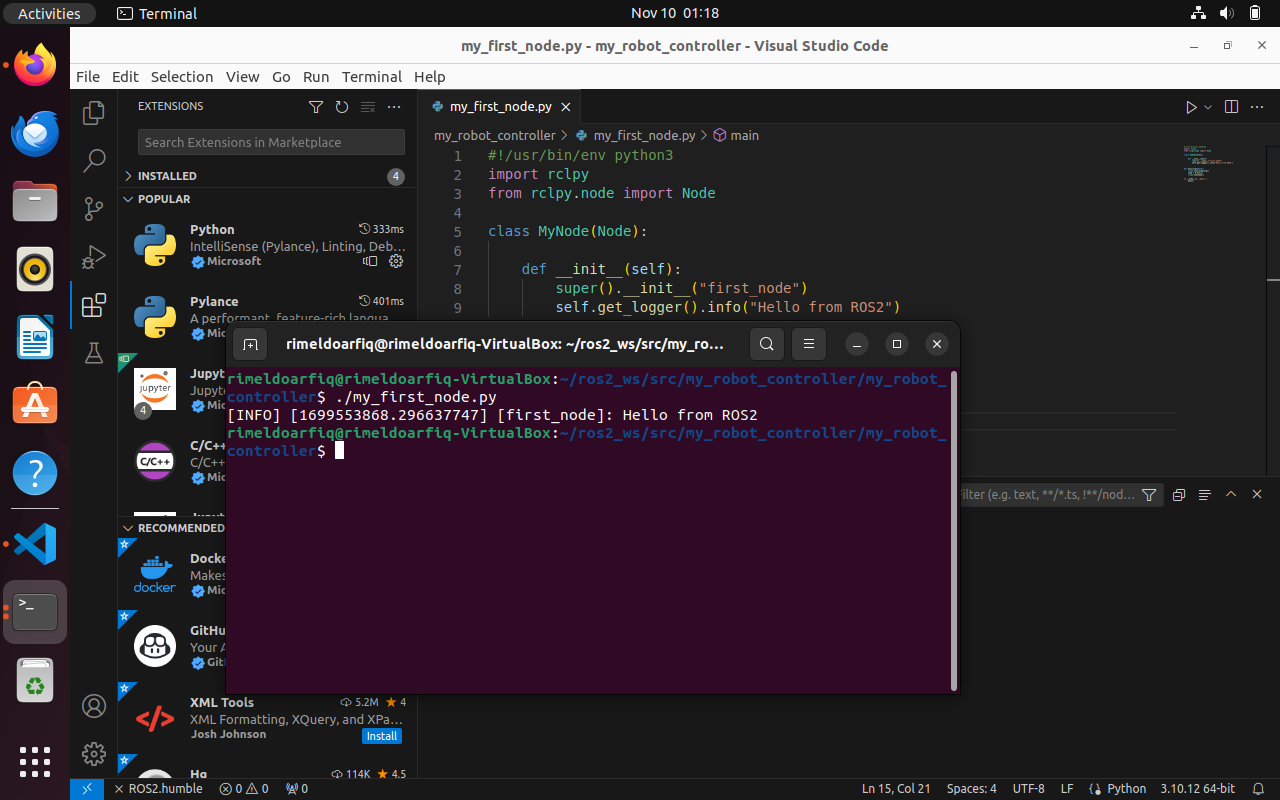 Activities
Terminal
Nov 10 01:18
my_first_node.py - my_robot_controller - Visual Studio Code
File Edit Selection View Go Run Terminal Help
EXTENSIONS
Search Extensions in Marketplace
INSTALLED
4
POPULAR
Python
333ms
IntelliSense (Pylance), Linting, Deb...
Microsoft
Pylance
401ms
A performant, feature-rich langua...
Mic
Jupyt
Jupyt
jupyter
4
Mic
C/C++
C/C++
C/C++
Mic
RECOMMENDED
Docke
Makes
docker
Mic
GitHu
Your A
GitH
XML Tools
5.2M
4
XML Formatting, XQuery, and XPa...
Josh Johnson
Install
Hg
114K
4.5
my_first_node.py
my_robot_controller > my_first_node.py > main
1 #!/usr/bin/env python3
2 import rclpy
3 from rclpy.node import Node
4
5 class MyNode(Node):
6
7 def __init__(self):
8 super().__init__("first_node")
9 self.get_logger().info("Hello from ROS2")
rimeldoarfiq@rimeldoarfiq-VirtualBox: ~/ros2_ws/src/my_ro...
rimeldoarfiq@rimeldoarfiq-VirtualBox:~/ros2_ws/src/my_robot_controller/my_robot_
controller$ ./my_first_node.py
[INFO] [1699553868.296637747] [first_node]: Hello from ROS2
rimeldoarfiq@rimeldoarfiq-VirtualBox:~/ros2_ws/src/my_robot_controller/my_robot_
controller$
Filter (e.g. text, **/*.ts, !**/nod...
ROS2.humble
0
0
0
Ln 15, Col 21
Spaces: 4
UTF-8
LF
Python
3.10.12 64-bit